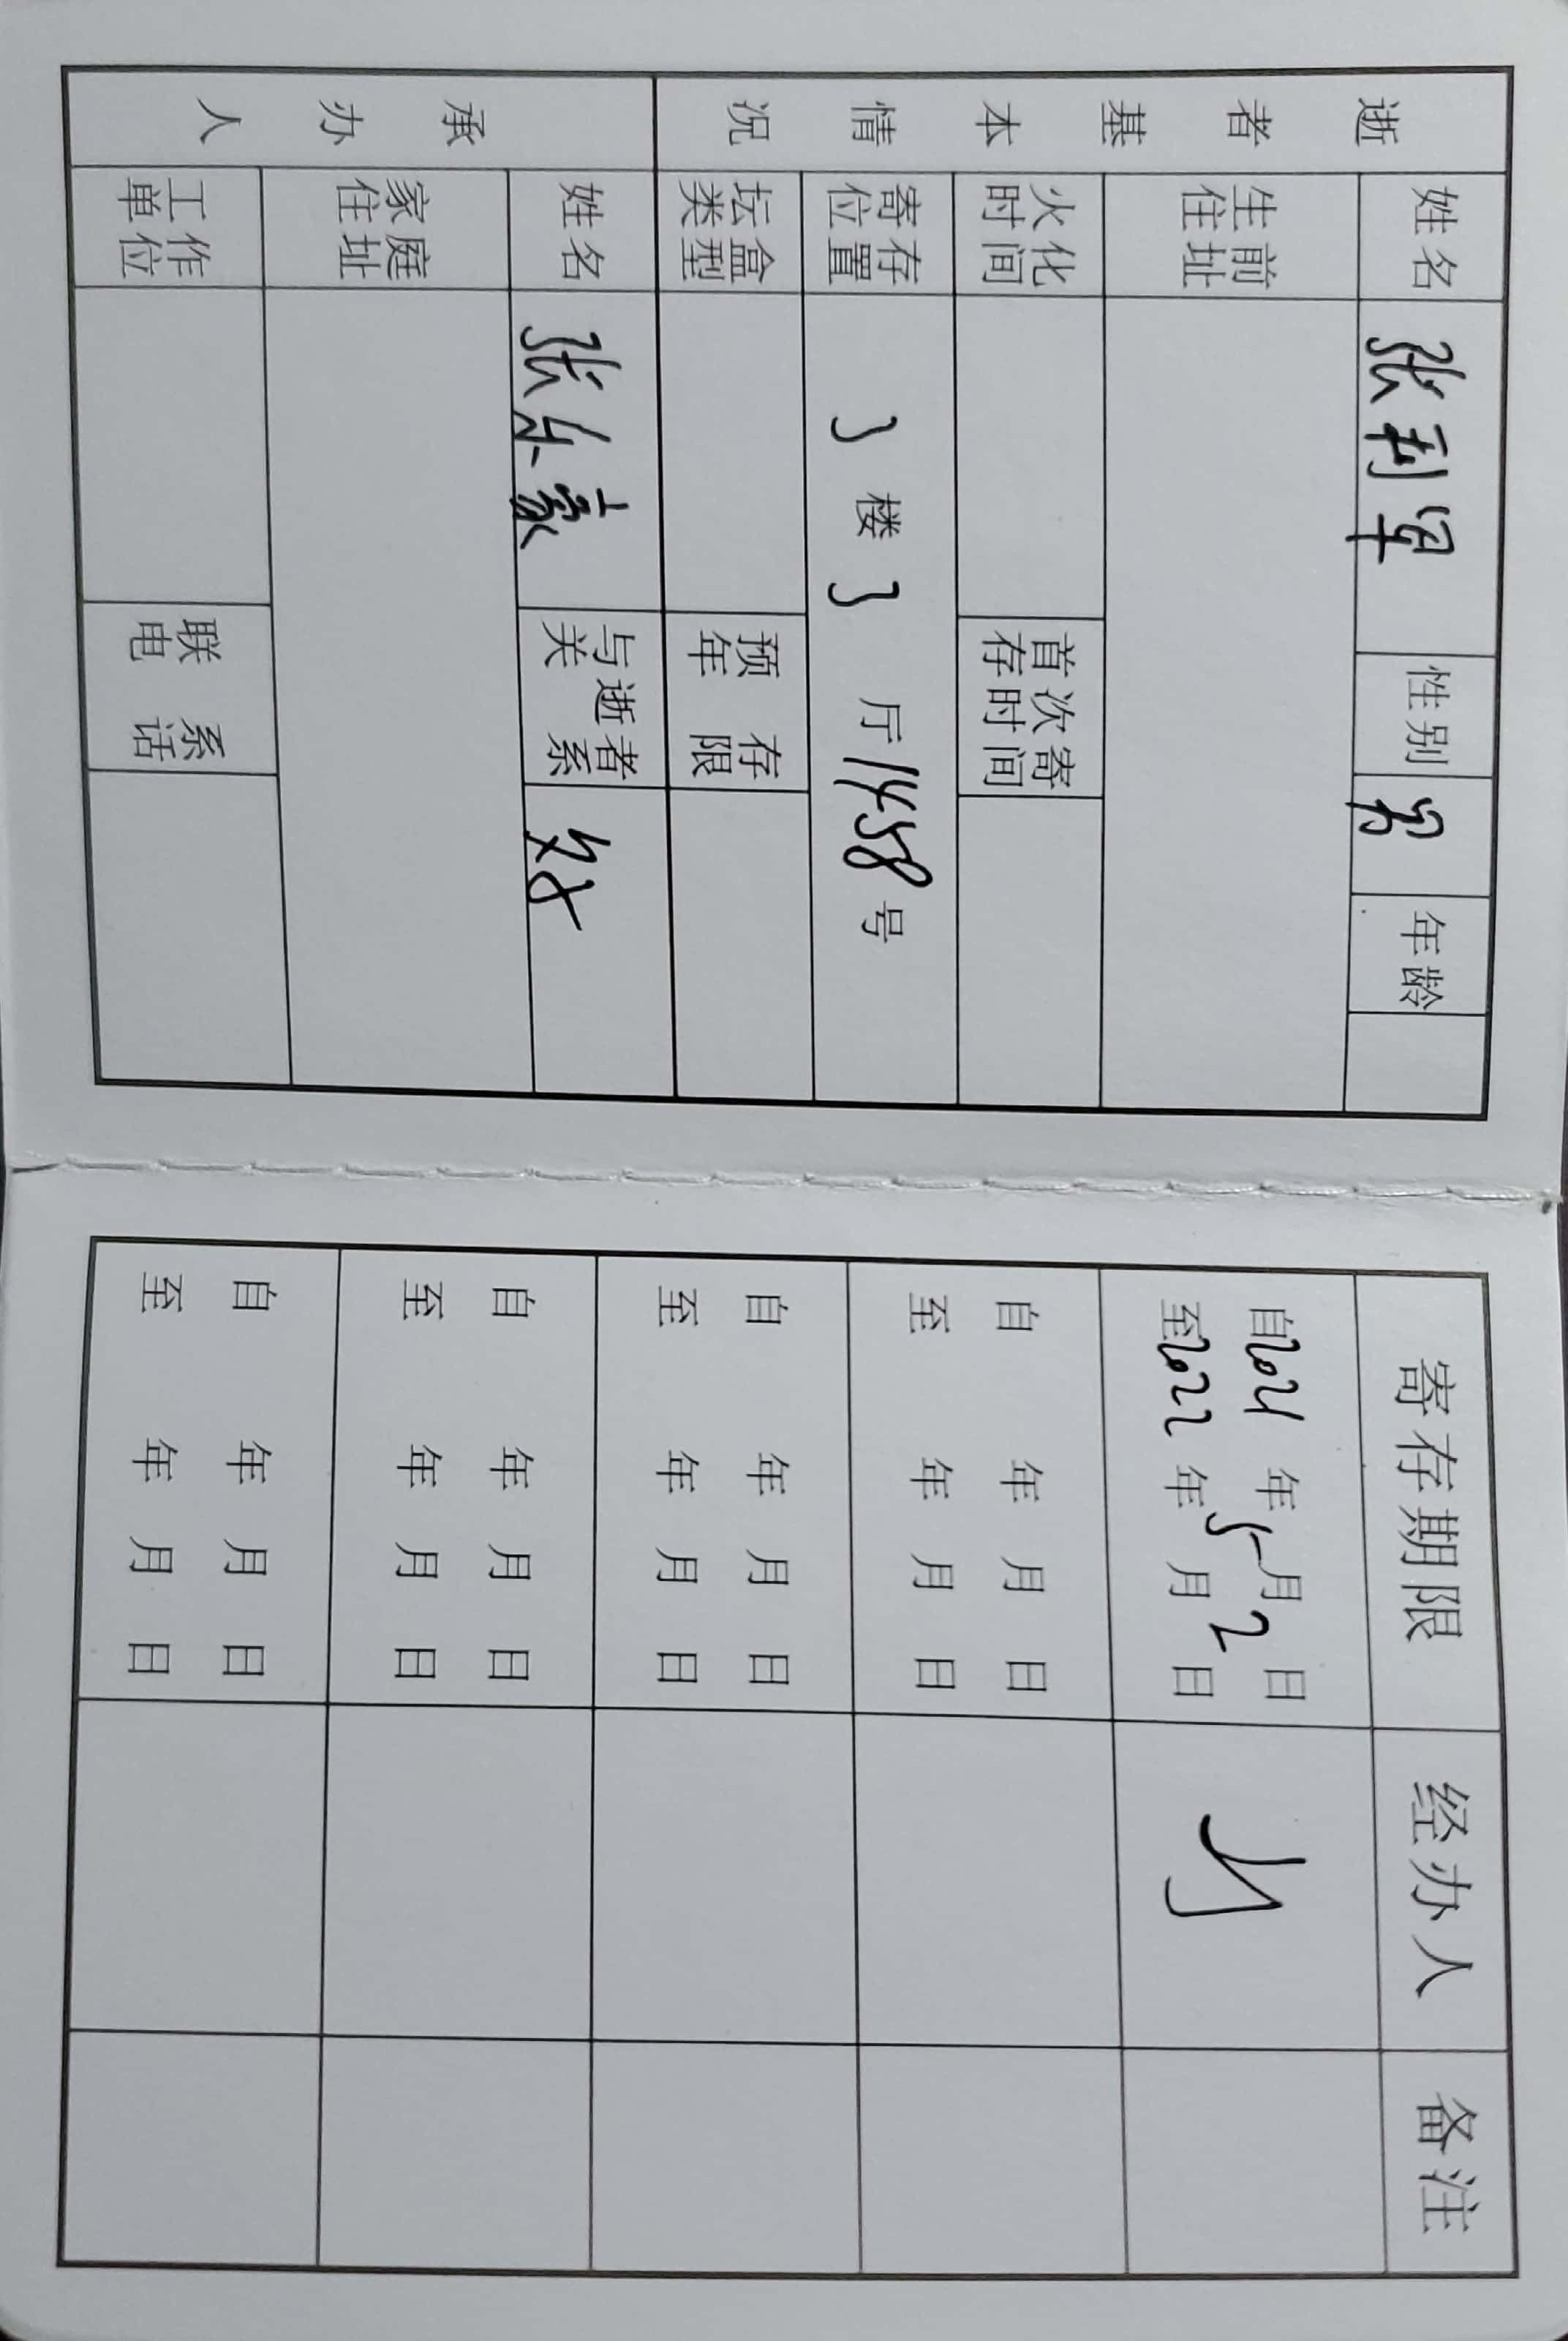 逝者基本情况
姓名 张利军 性别 男 年龄
生前住址
火化时间 首次寄存时间
寄存位置 3 楼 3 厅 1458 号
坛盒类型 预存年限
承办人
姓名 张乐豪 与逝者关系 父子
家庭住址
工作单位 联系电话
寄存期限 经办人 备注
自2021 年 5 月 2 日
至2022 年 月 日
自 年 月 日
至 年 月 日
自 年 月 日
至 年 月 日
自 年 月 日
至 年 月 日
自 年 月 日
至 年 月 日